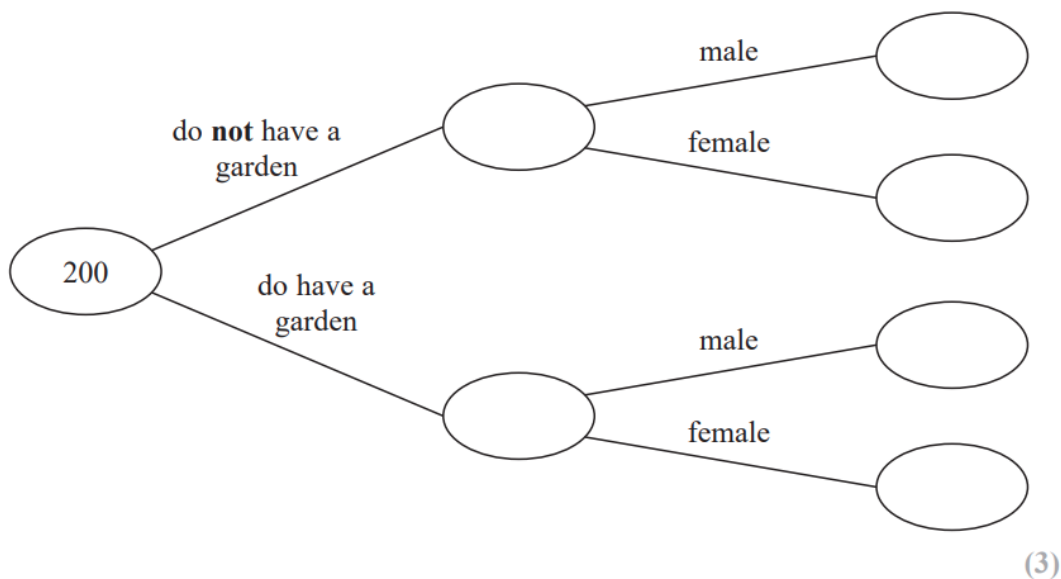 male
do not have a
garden
female
200
do have a
garden
male
female
(3)